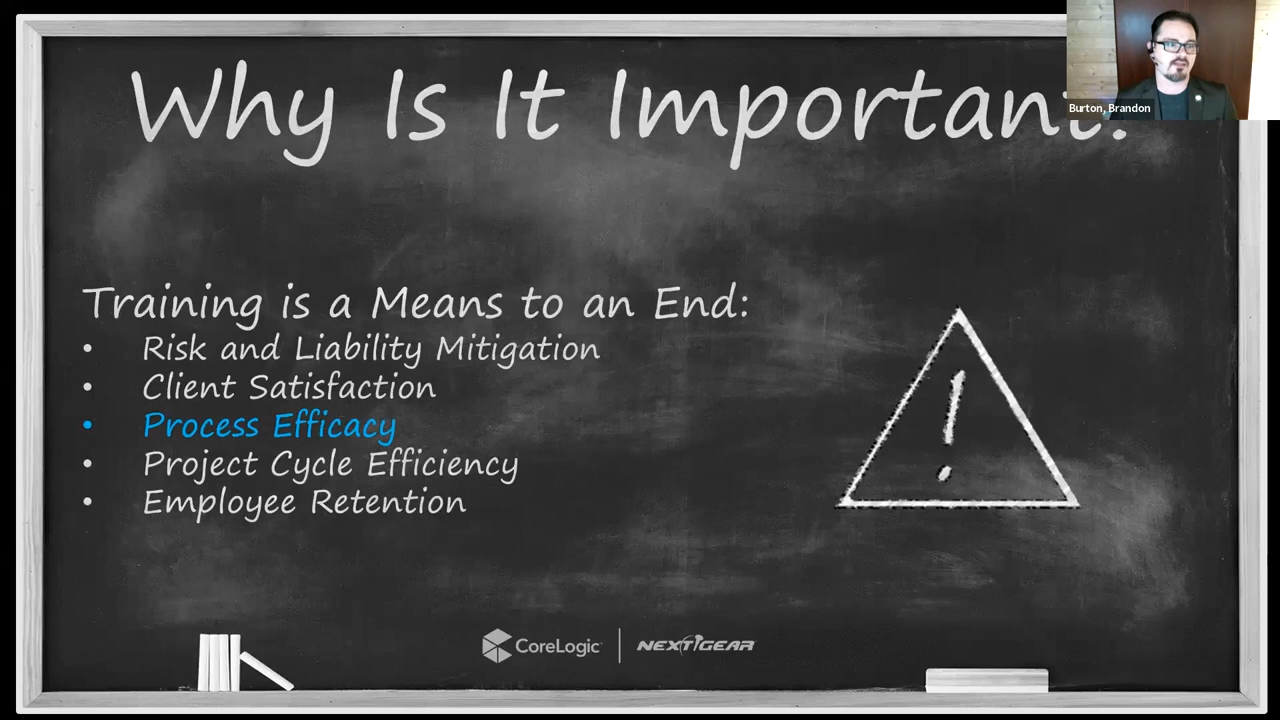 Why Is It Important?
Burton, Brandon
Training is a Means to an End:
• Risk and Liability Mitigation
• Client Satisfaction
• Process Efficacy
• Project Cycle Efficiency
• Employee Retention
CoreLogic
NEXTGEAR